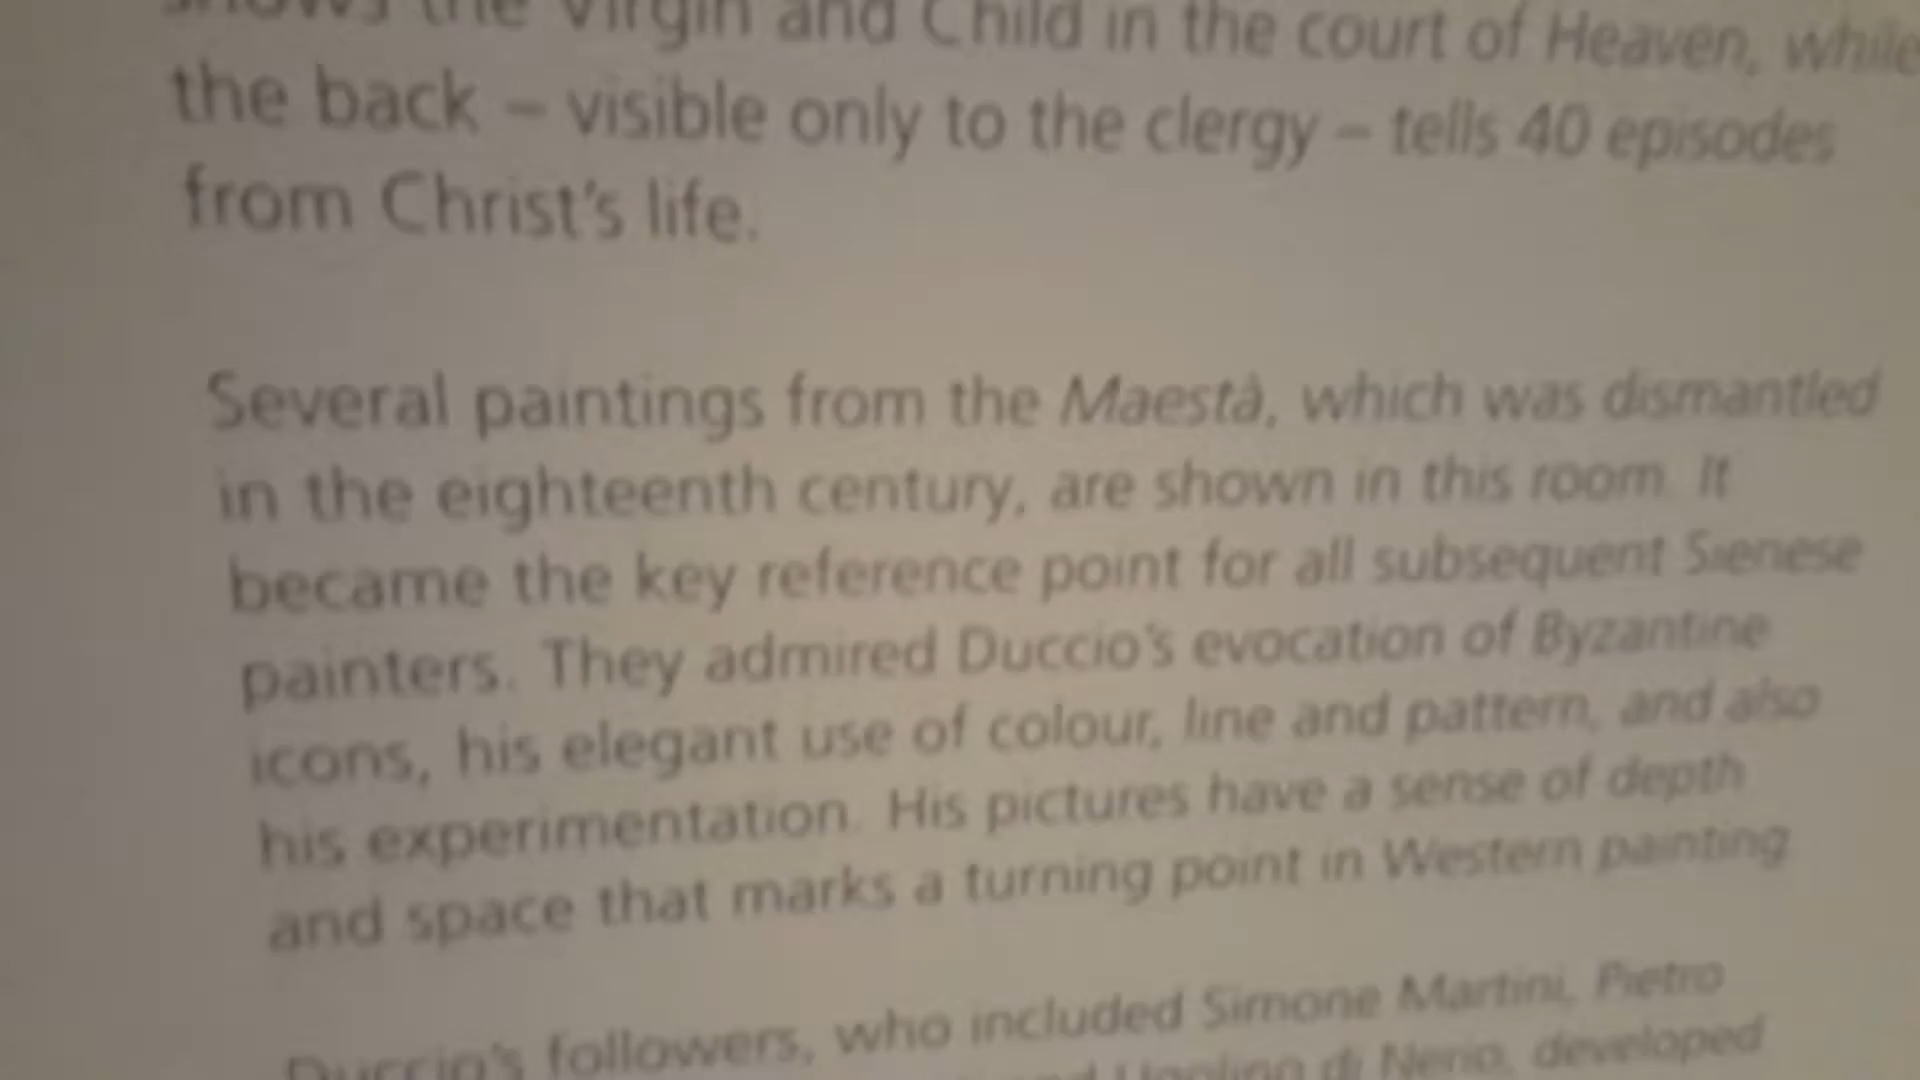 shows the Virgin and Child in the court of Heaven, while
the back – visible only to the clergy – tells 40 episodes
from Christ's life.
Several paintings from the Maestà, which was dismantled
in the eighteenth century, are shown in this room. It
became the key reference point for all subsequent Sienese
painters. They admired Duccio's evocation of Byzantine
icons, his elegant use of colour, line and pattern, and also
his experimentation. His pictures have a sense of depth
and space that marks a turning point in Western painting
Duccio's followers, who included Simone Martini, Pietro
and Ugolino di Nerio, developed